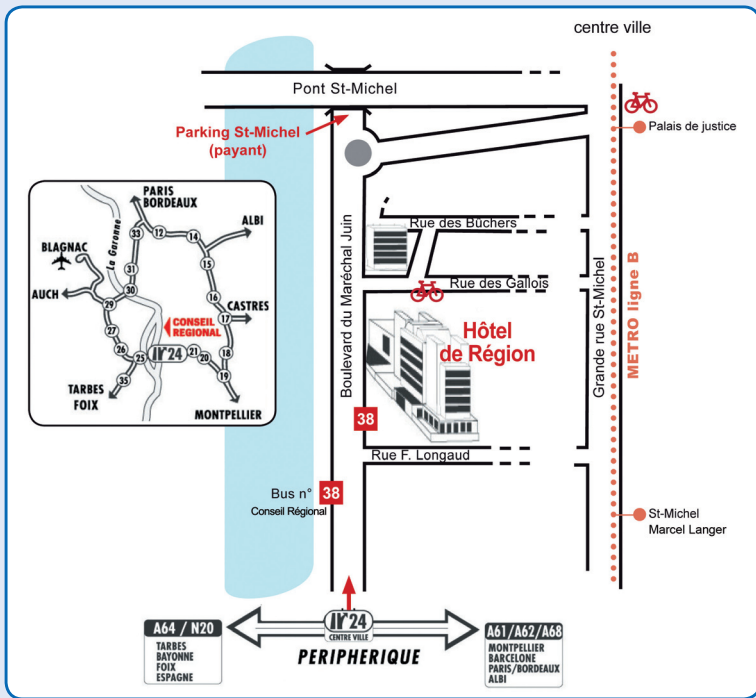 centre ville
Pont St-Michel
Parking St-Michel
(payant)
Palais de justice
PARIS
BORDEAUX
ALBI
BLAGNAC
La Garonne
33
12
14
31
15
AUCH
29
30
16
CASTRES
17
27
CONSEIL
REGIONAL
26
25
24
21
20
18
35
19
TARBES
FOIX
MONTPELLIER
Rue des Bûchers
Rue des Gallois
Boulevard du Maréchal Juin
Hôtel
de Région
Grande rue St-Michel
METRO ligne B
38
Rue F. Longaud
Bus n° 38
Conseil Régional
St-Michel
Marcel Langer
24
CENTRE VILLE
PERIPHERIQUE
A64 / N20
TARBES
BAYONNE
FOIX
ESPAGNE
A61/A62/A68
MONTPELLIER
BARCELONE
PARIS/BORDEAUX
ALBI